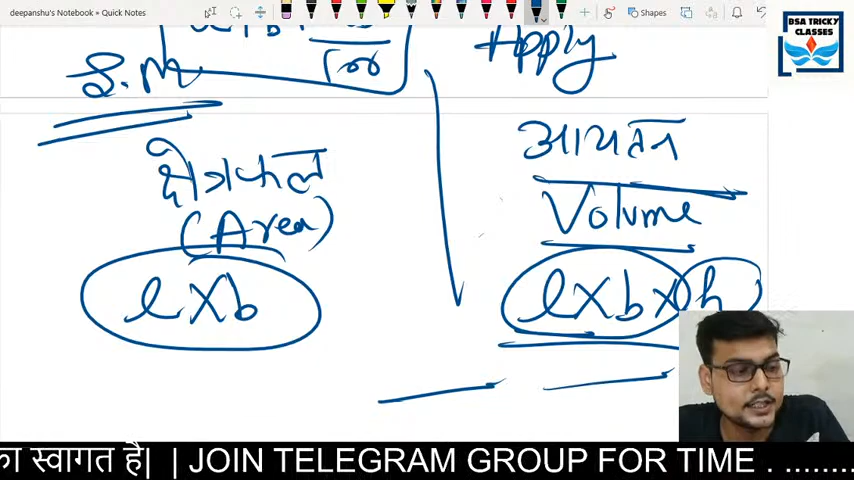 deepanshu's Notebook » Quick Notes
Shapes
BSA TRICKY
CLASSES
Apply
क्षेत्रफल
(Area)
l×b
आयतन
Volume
l×b×h
का स्वागत है| | JOIN TELEGRAM GROUP FOR TIME . ........